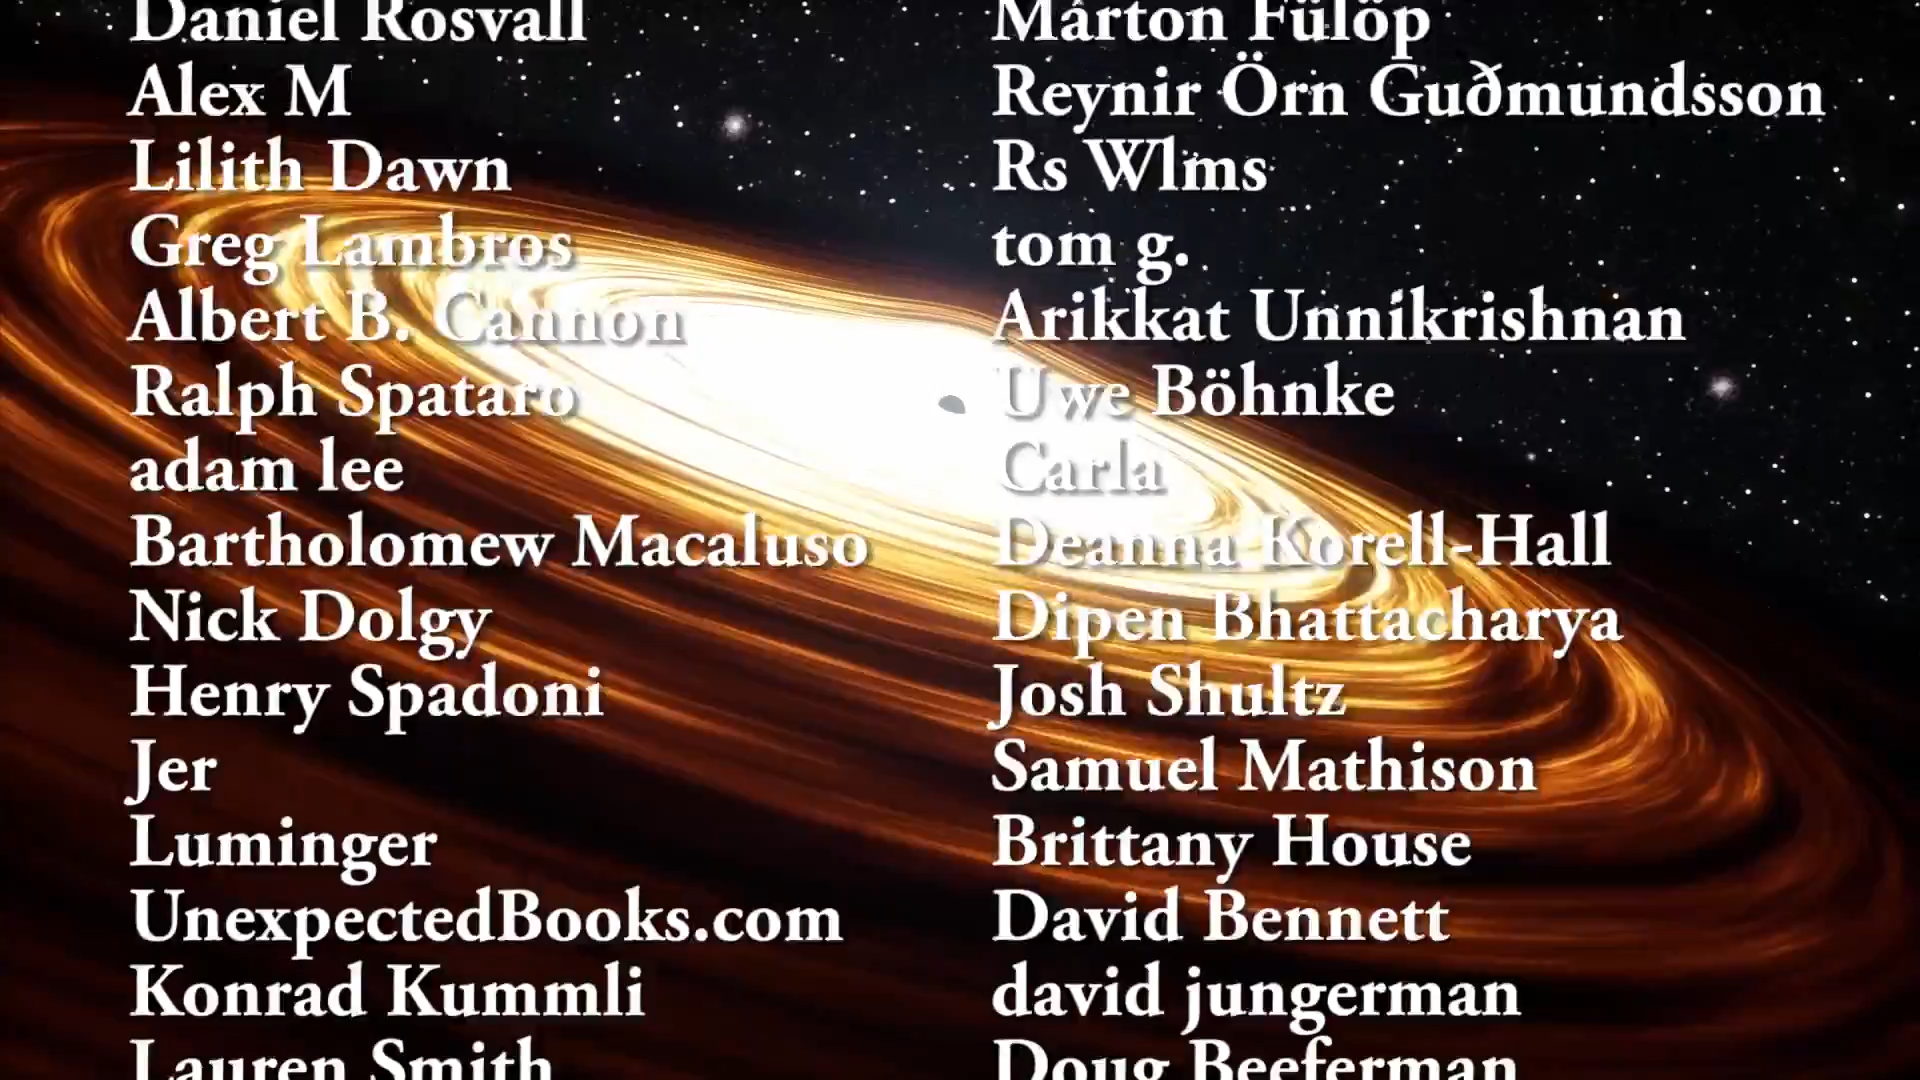 Daniel Rosvall
Alex M
Lilith Dawn
Greg Lambros
Albert B. Cannon
Ralph Spataro
adam lee
Bartholomew Macaluso
Nick Dolgy
Henry Spadoni
Jer
Luminger
UnexpectedBooks.com
Konrad Kummli
Lauren Smith
Márton Fülöp
Reynir Örn Guðmundsson
Rs Wlms
tom g.
Arikkat Unnikrishnan
Uwe Böhnke
Carla
Deanna Korell-Hall
Dipen Bhattacharya
Josh Shultz
Samuel Mathison
Brittany House
David Bennett
david jungerman
Doug Beeferman